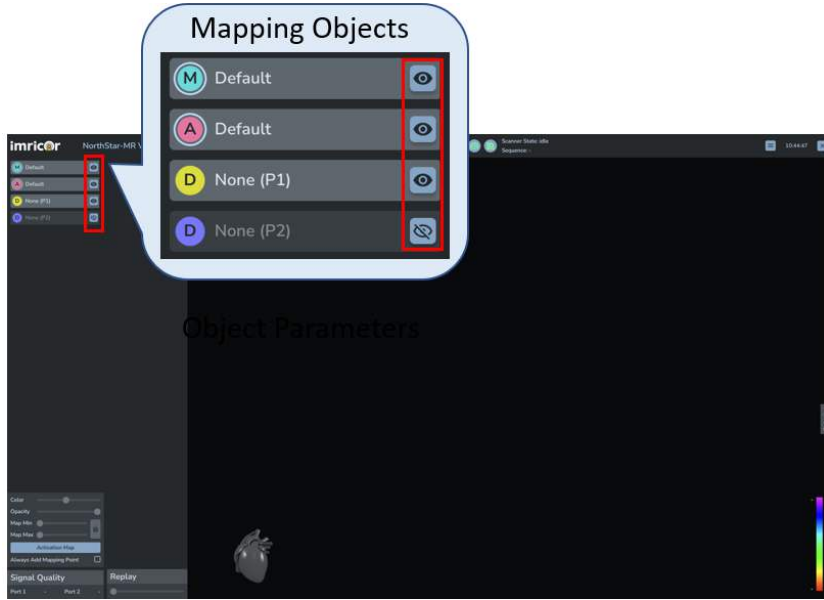 Mapping Objects
M Default
A Default
D None (P1)
D None (P2)
imricor NorthStar-MR V
Scanner State: idle
Sequence: -
10:44:47
M Default
A Default
D None (P1)
D None (P2)
Object Parameters
Color
Opacity
Map Min
Map Max
Activation Map
Always Add Mapping Point
Signal Quality Replay
Port 1 - Port 2 -